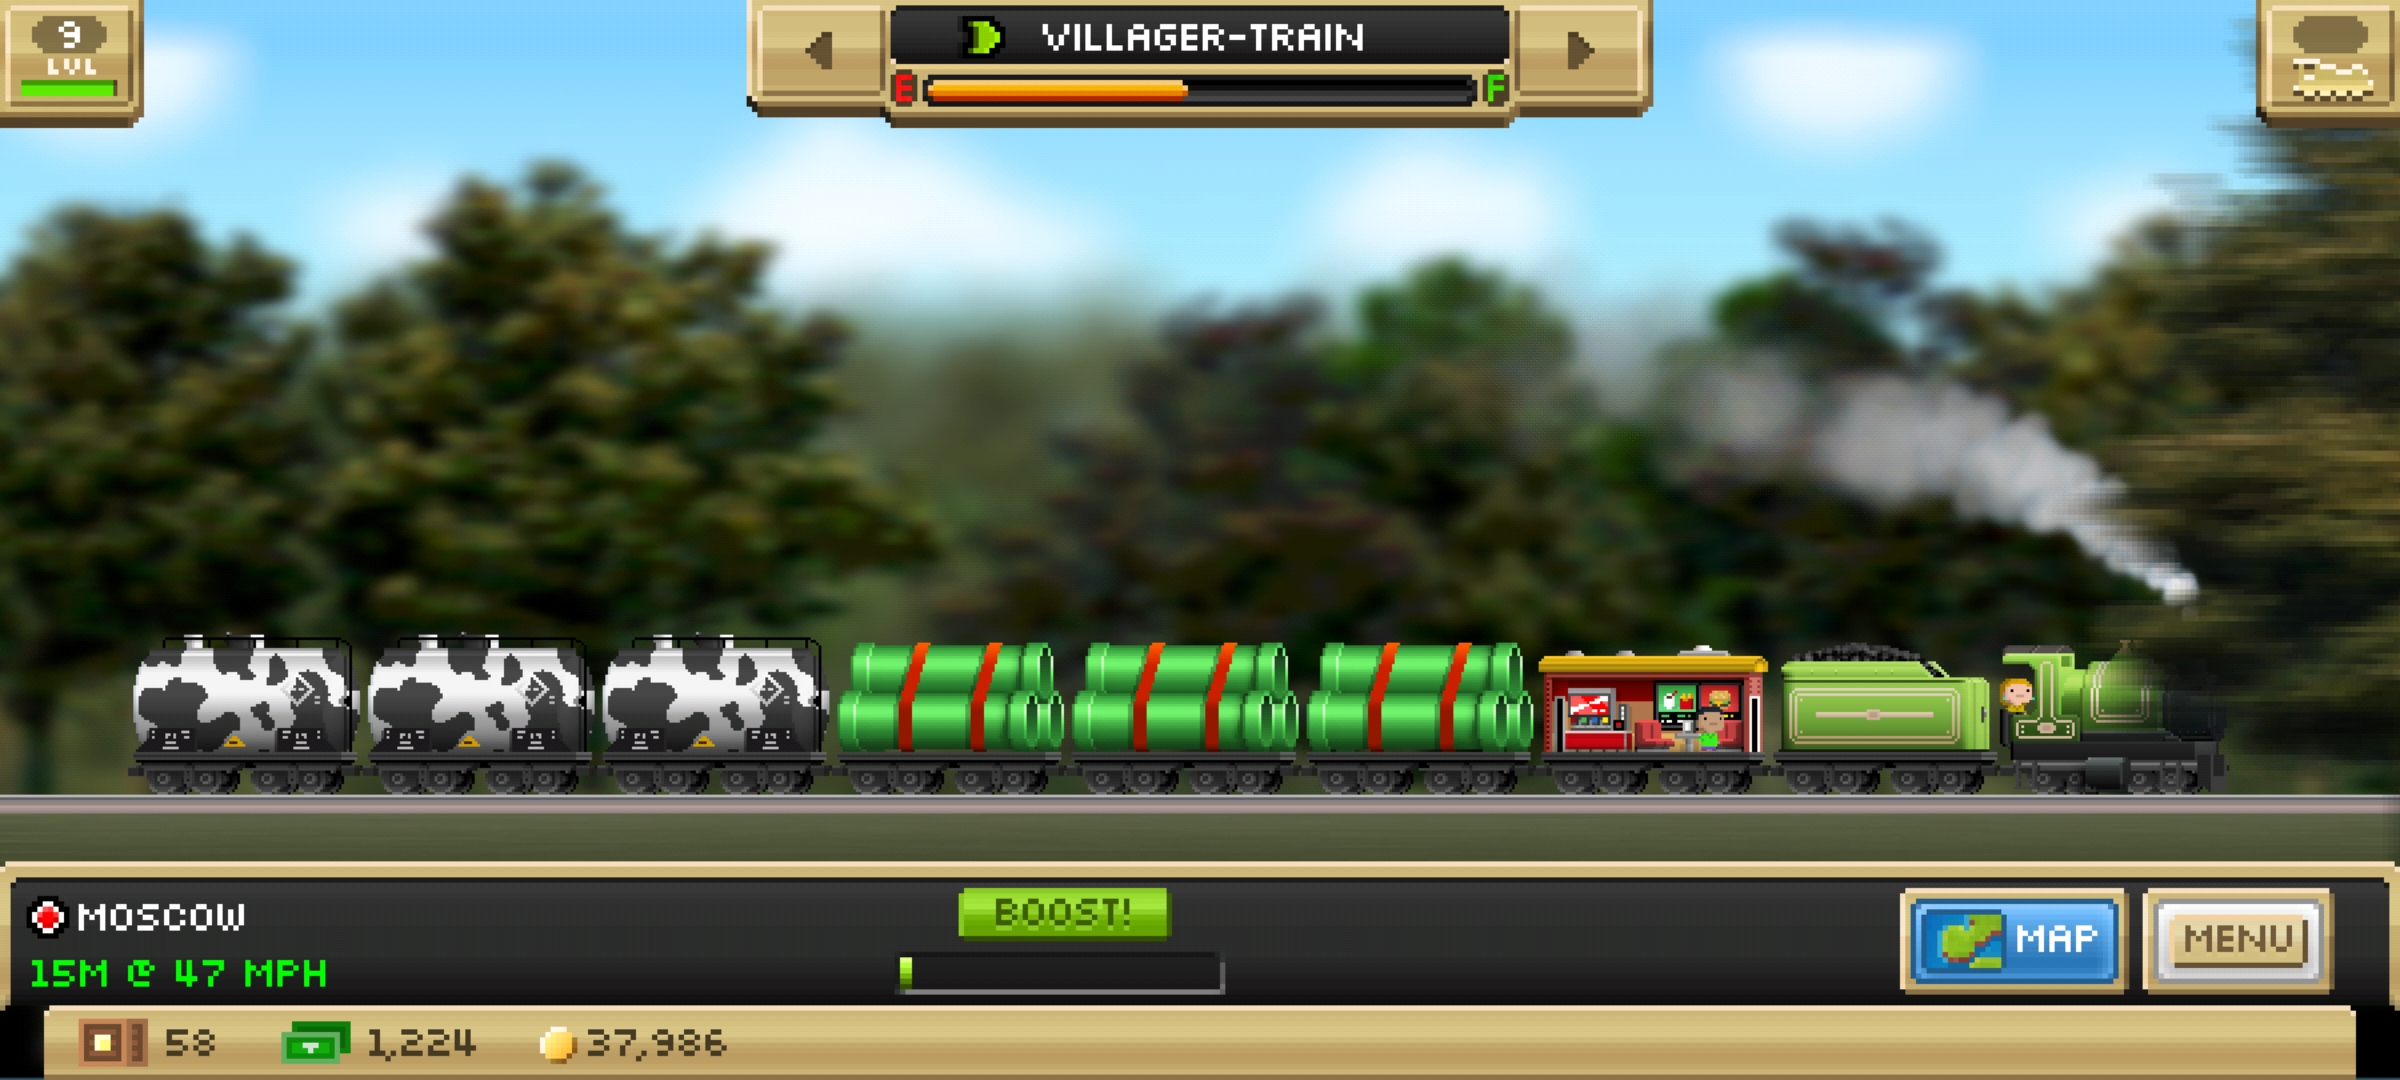 9
LVL
VILLAGER-TRAIN
E F
MOSCOW
15M @ 47 MPH
BOOST!
MAP
MENU
58 1,224 37,986